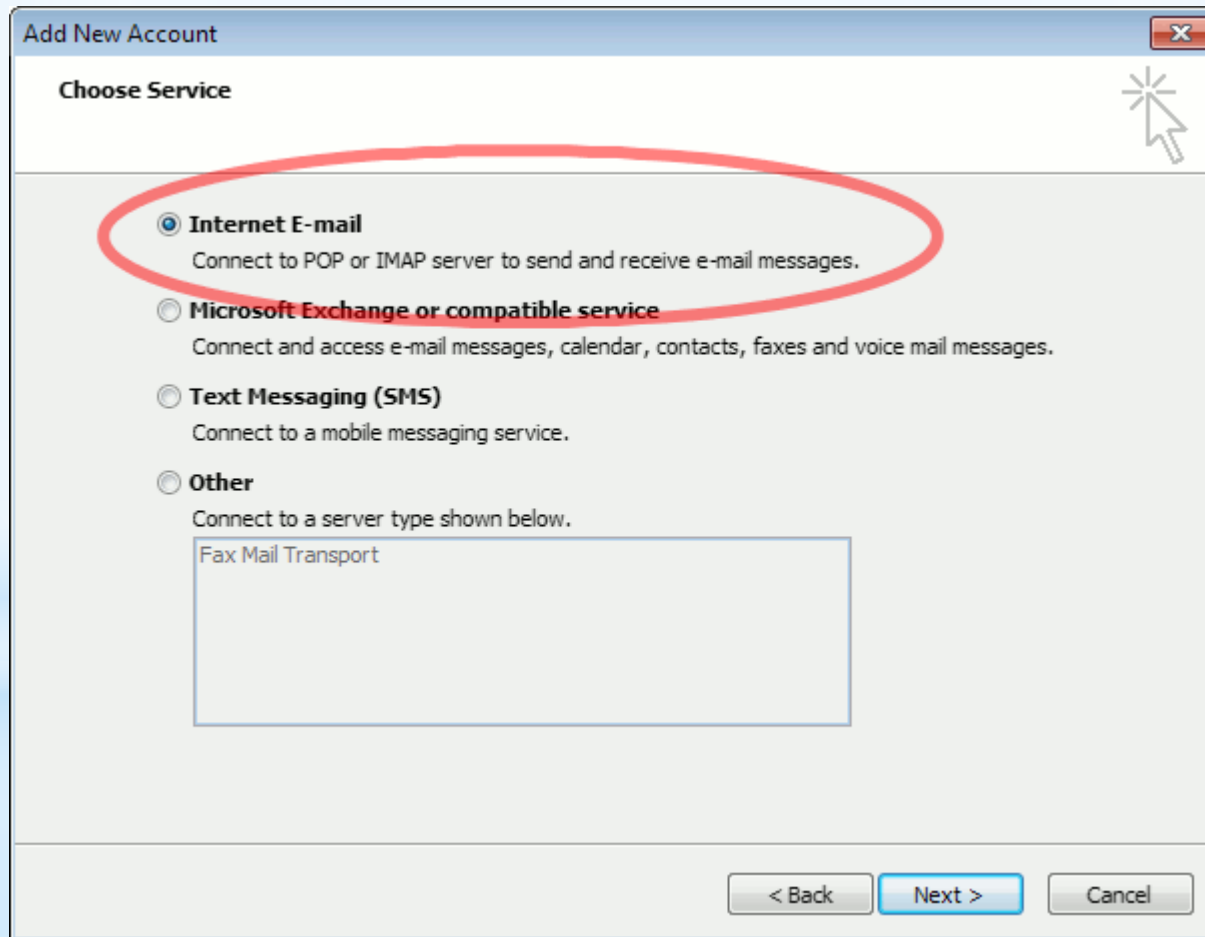 Add New Account
Choose Service
Internet E-mail
Connect to POP or IMAP server to send and receive e-mail messages.
Microsoft Exchange or compatible service
Connect and access e-mail messages, calendar, contacts, faxes and voice mail messages.
Text Messaging (SMS)
Connect to a mobile messaging service.
Other
Connect to a server type shown below.
Fax Mail Transport
< Back Next > Cancel